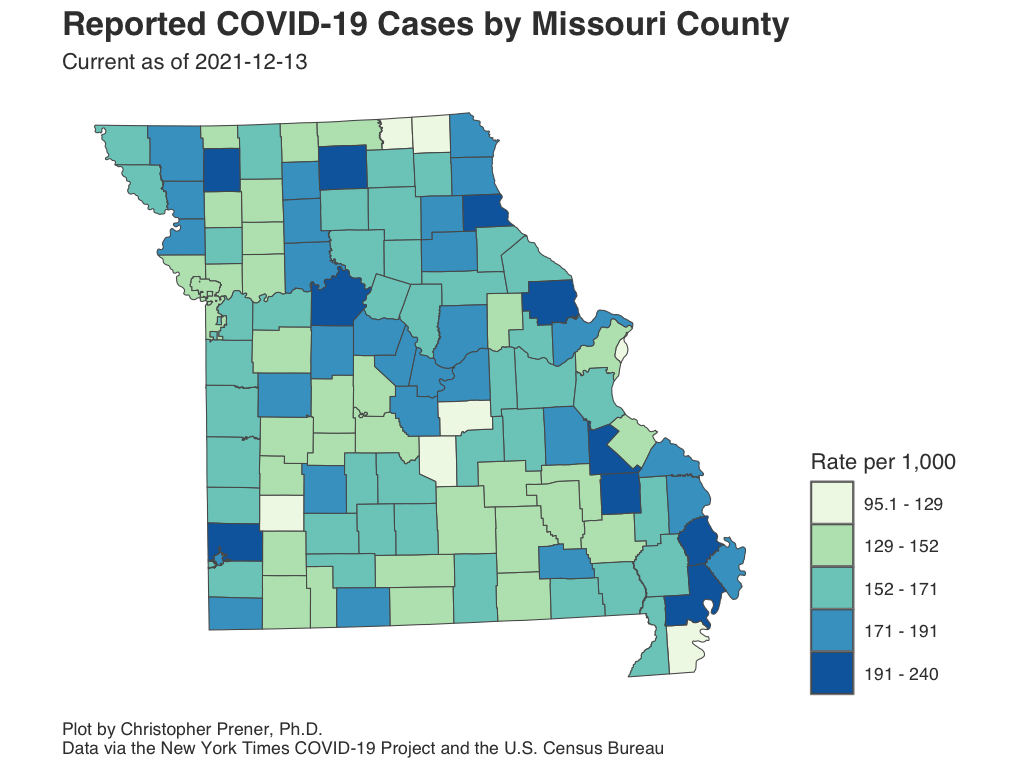 Reported COVID-19 Cases by Missouri County
Current as of 2021-12-13
Rate per 1,000
95.1 - 129
129 - 152
152 - 171
171 - 191
191 - 240
Plot by Christopher Prener, Ph.D.
Data via the New York Times COVID-19 Project and the U.S. Census Bureau